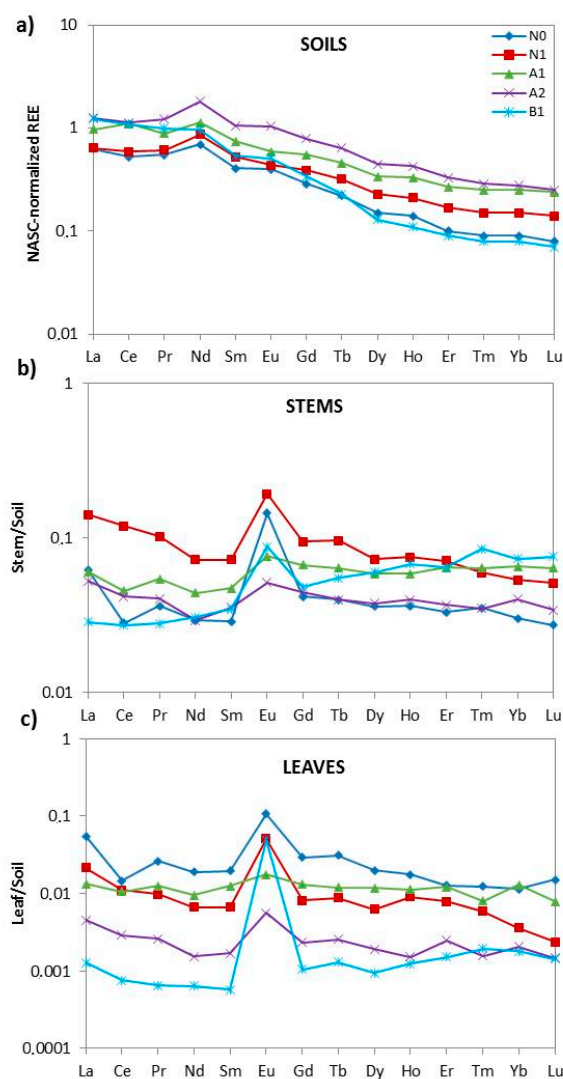 a)
SOILS
NASC-normalized REE
10
1
0,1
0.01
N0
N1
A1
A2
B1
La Ce Pr Nd Sm Eu Gd Tb Dy Ho Er Tm Yb Lu
b)
STEMS
Stem/Soil
1
0.1
0.01
La Ce Pr Nd Sm Eu Gd Tb Dy Ho Er Tm Yb Lu
c)
LEAVES
Leaf/Soil
1
0.1
0.01
0.001
0.0001
La Ce Pr Nd Sm Eu Gd Tb Dy Ho Er Tm Yb Lu